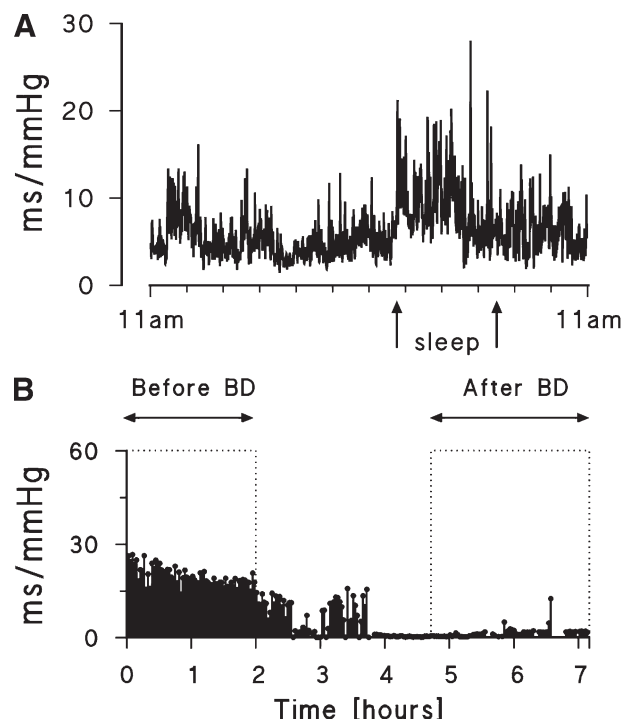 A
30
20
10
0
ms/mmHg
11am
11am
sleep
B
Before BD
After BD
60
30
0
ms/mmHg
0 1 2 3 4 5 6 7
Time [hours]